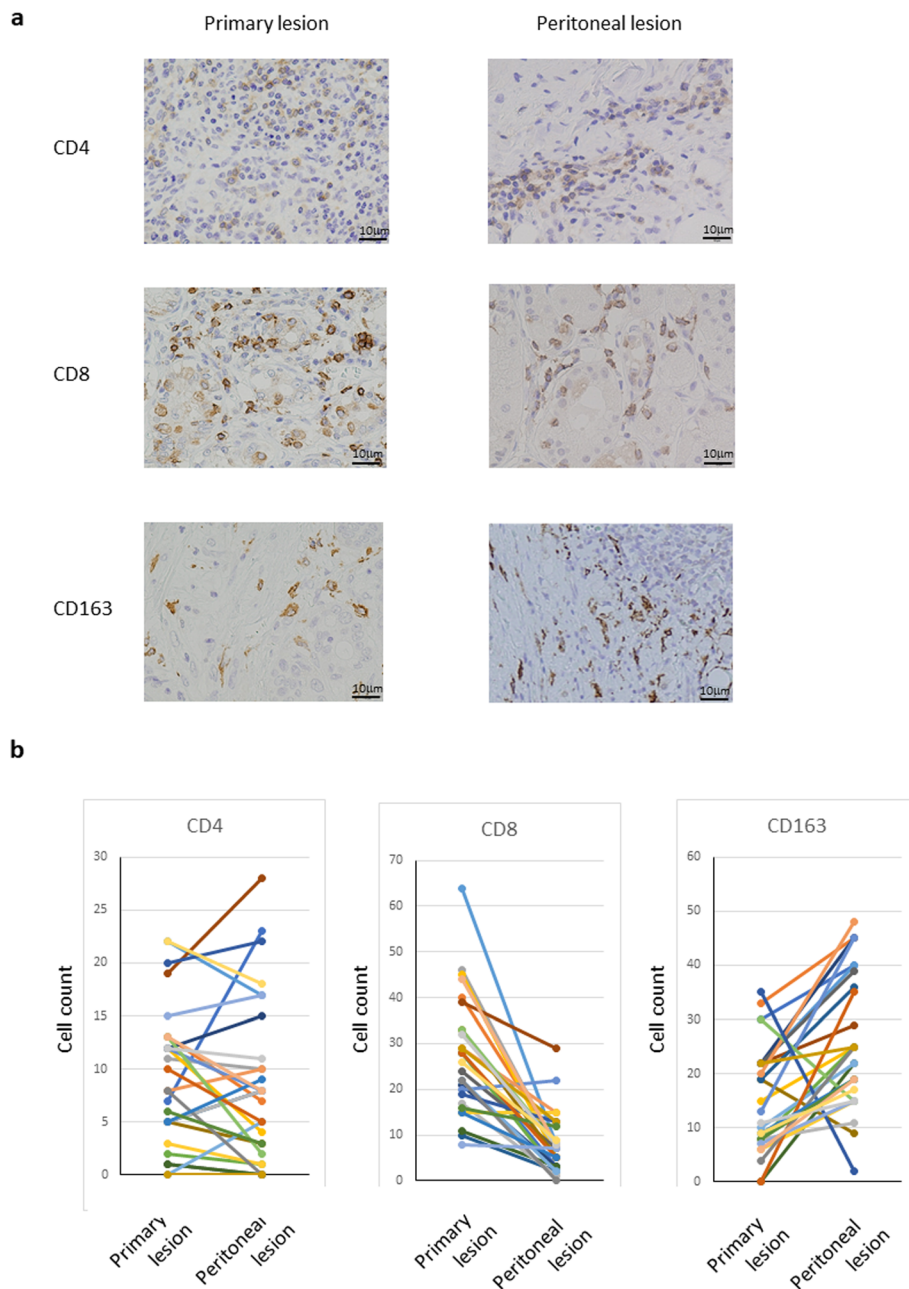 a
Primary lesion
Peritoneal lesion
CD4
10µm
10µm
CD8
10µm
10µm
CD163
10µm
10µm
b
CD4
30
25
20
15
10
5
0
Cell count
Primary
lesion
Peritoneal
lesion
CD8
70
60
50
40
30
20
10
0
Cell count
Primary
lesion
Peritoneal
lesion
CD163
60
50
40
30
20
10
0
Cell count
Primary
lesion
Peritoneal
lesion